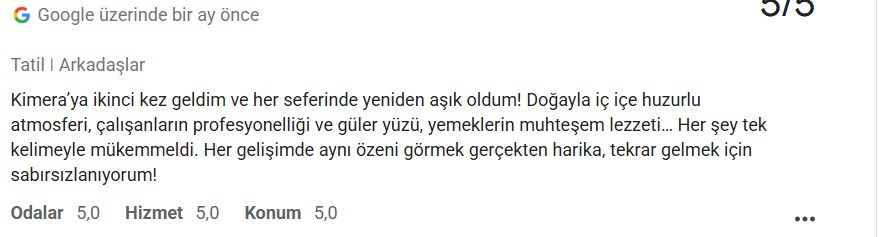 Google üzerinde bir ay önce
5/5
Tatil | Arkadaşlar
Kimera’ya ikinci kez geldim ve her seferinde yeniden aşık oldum! Doğayla iç içe huzurlu
atmosferi, çalışanların profesyonelliği ve güler yüzü, yemeklerin muhteşem lezzeti… Her şey tek
kelimeyle mükemmeldi. Her gelişimde aynı özeni görmek gerçekten harika, tekrar gelmek için
sabırsızlanıyorum!
Odalar 5,0 Hizmet 5,0 Konum 5,0